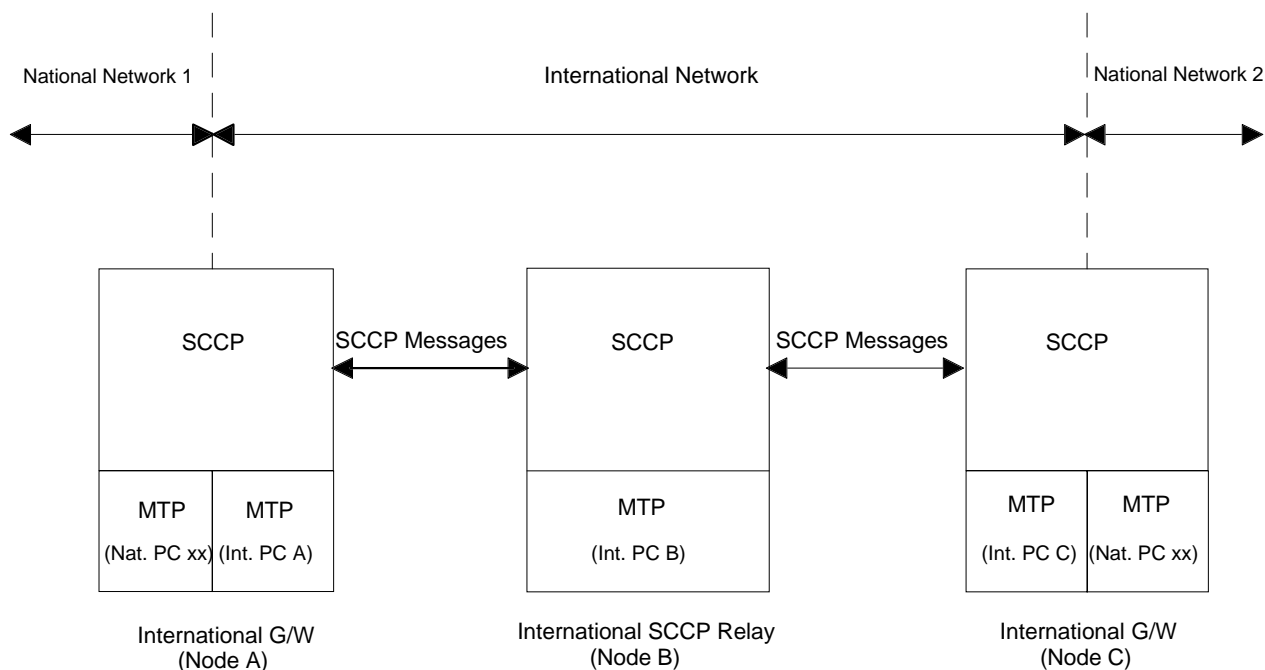 National Network 1
International Network
National Network 2
SCCP
SCCP Messages
SCCP
SCCP Messages
SCCP
MTP
(Nat. PC xx)
MTP
(Int. PC A)
MTP
(Int. PC B)
MTP
(Int. PC C)
MTP
(Nat. PC xx)
International G/W
(Node A)
International SCCP Relay
(Node B)
International G/W
(Node C)